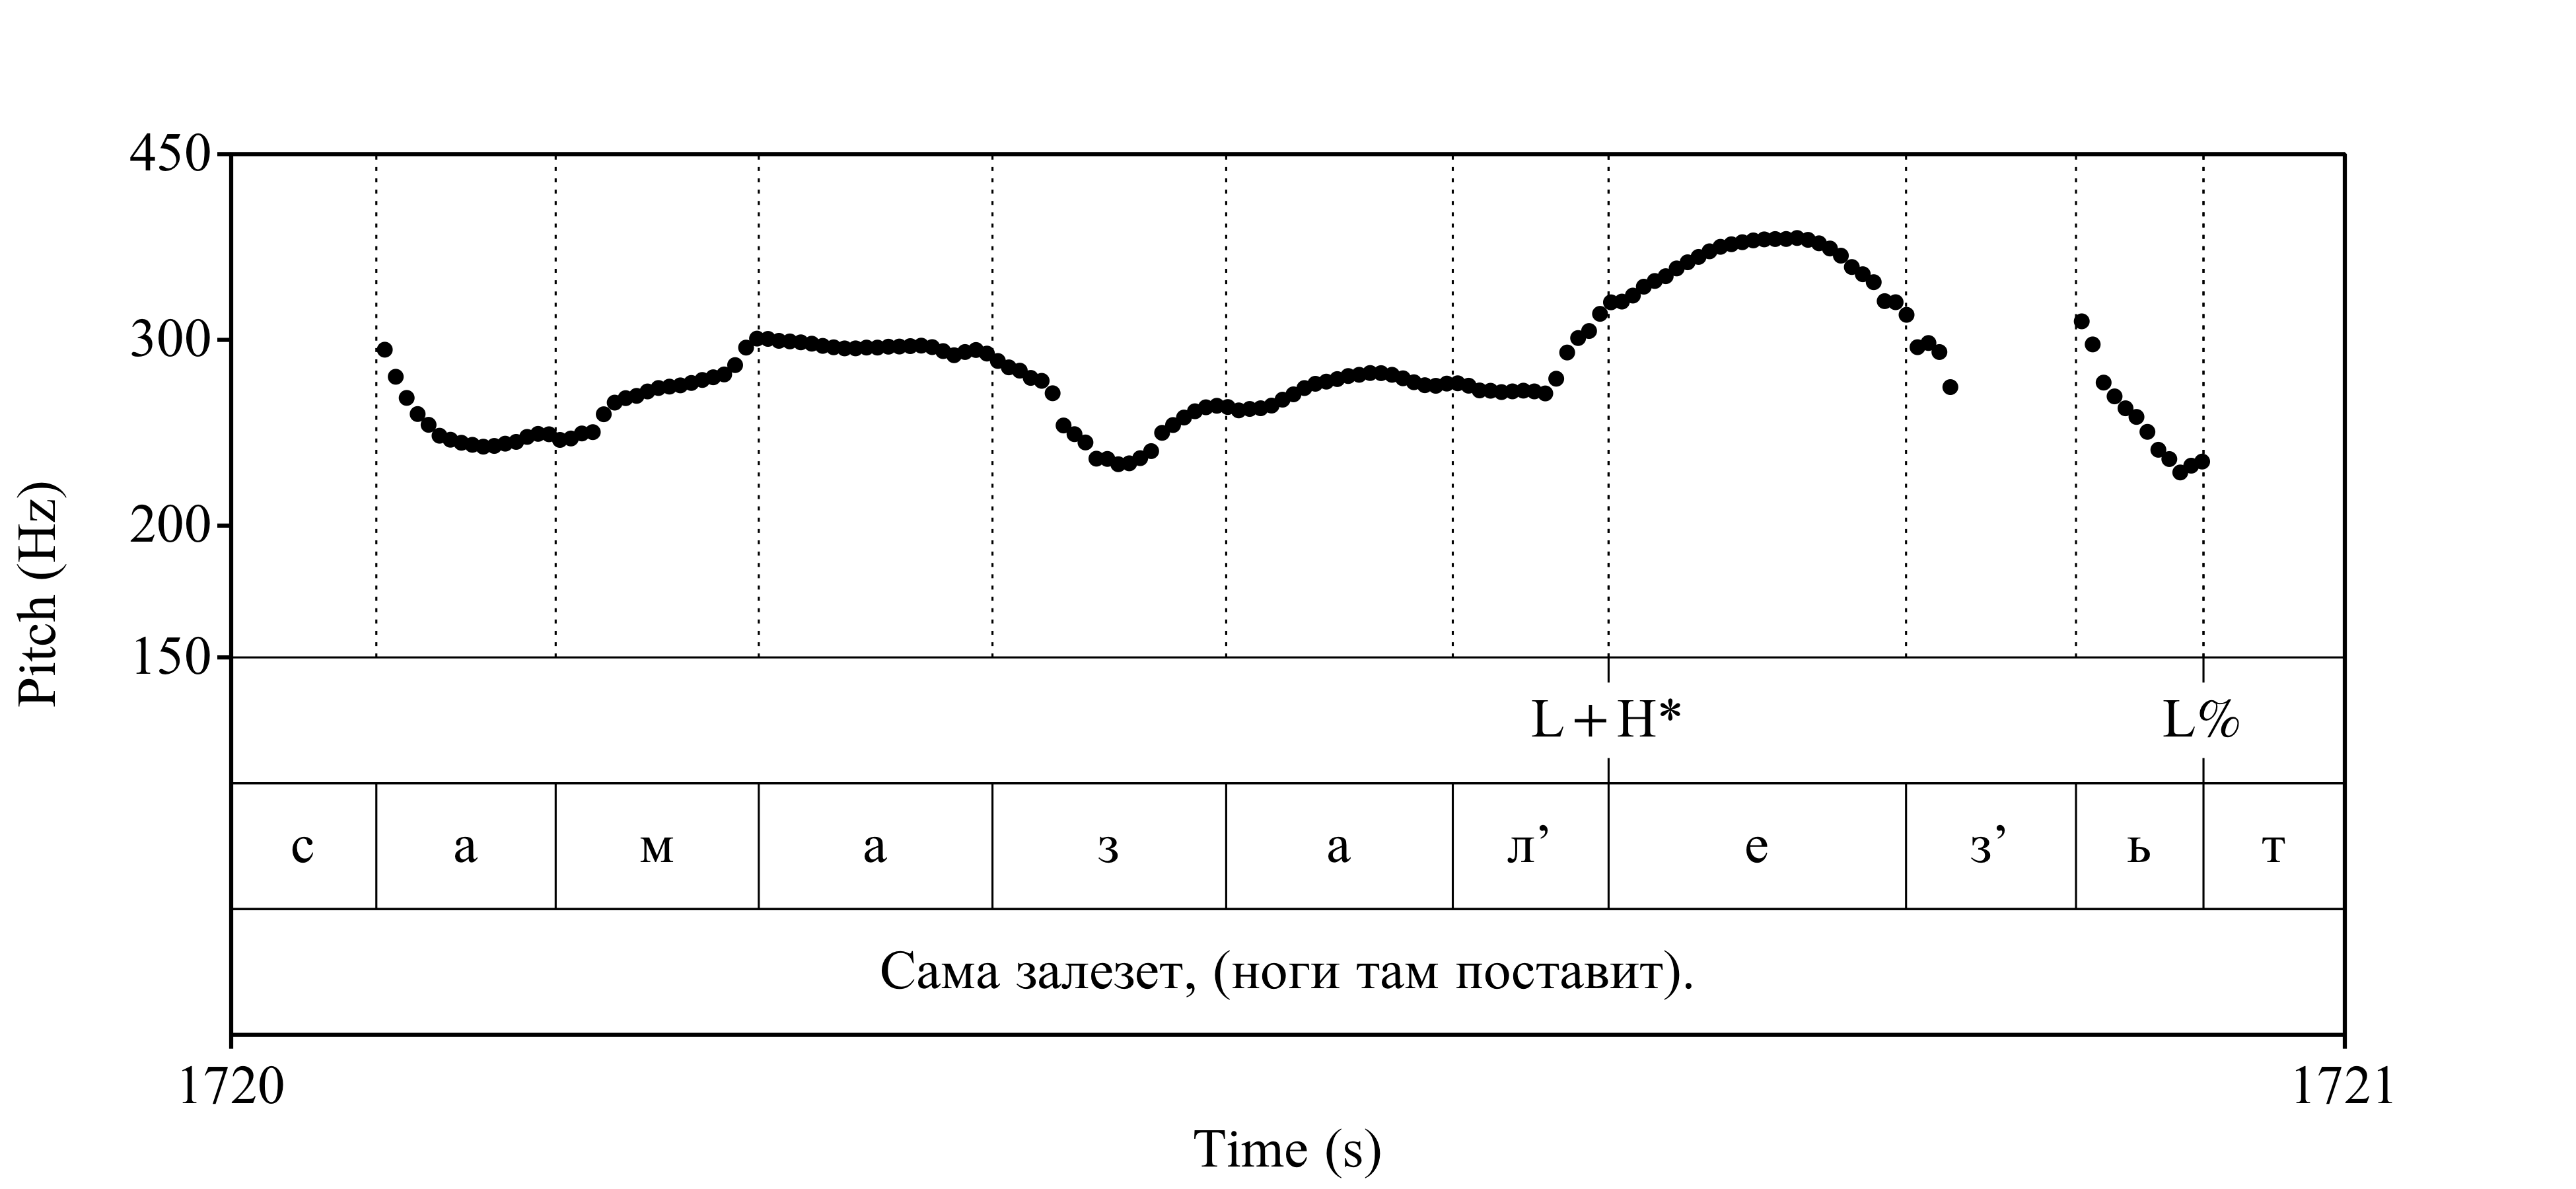 450
300
200
150
Pitch (Hz)
L+H* L%
с а м а з а л’ е з’ ь т
Сама залезет, (ноги там поставит).
1720 1721
Time (s)